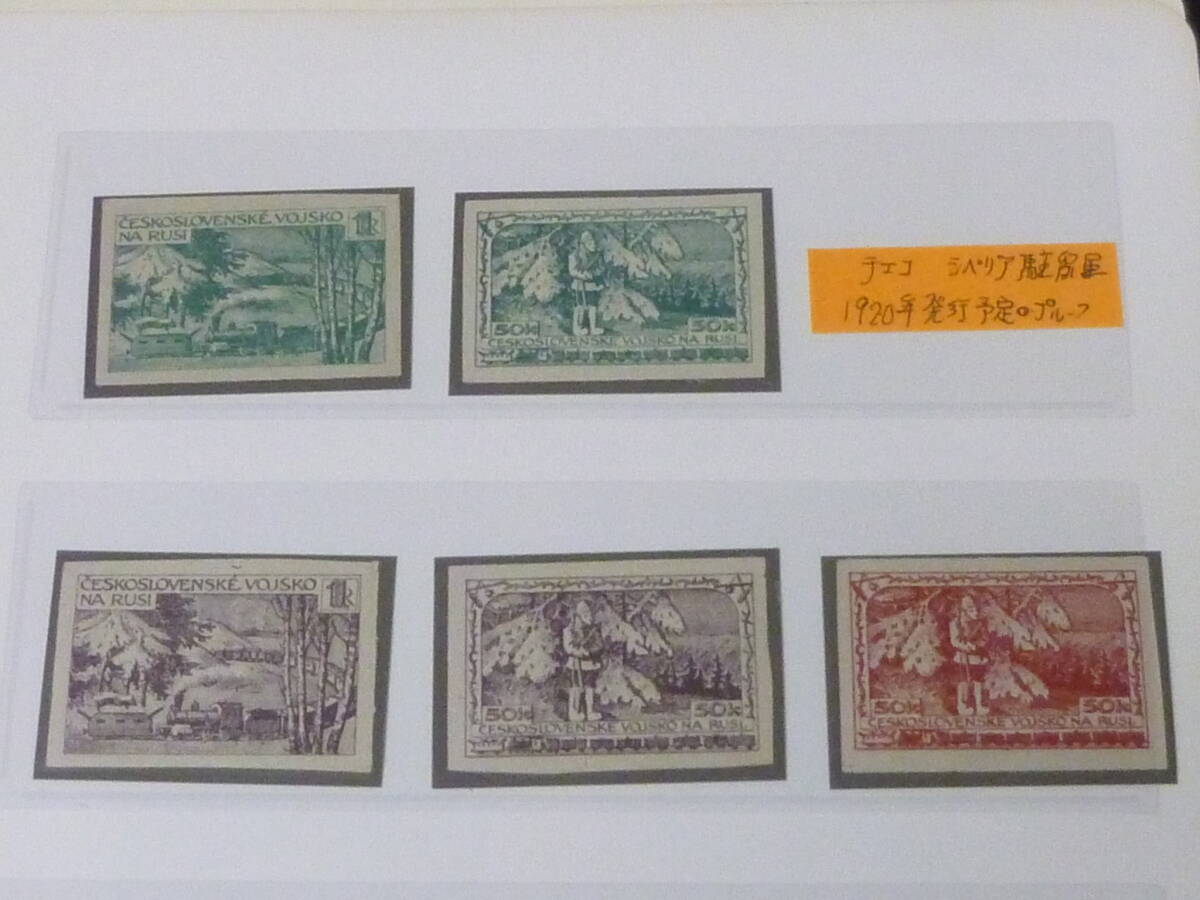 ČESKOSLOVENSKÉ VOJSKO
NA RUSI
1k
50k 50k
ČESKOSLOVENSKÉ VOJSKO NA RUSI
チェコ シベリア駐留軍
1920年発行予定のプルーフ
ČESKOSLOVENSKÉ VOJSKO
NA RUSI
1k
50k 50k
ČESKOSLOVENSKÉ VOJSKO NA RUSI
50k 50k
ČESKOSLOVENSKÉ VOJSKO NA RUSI